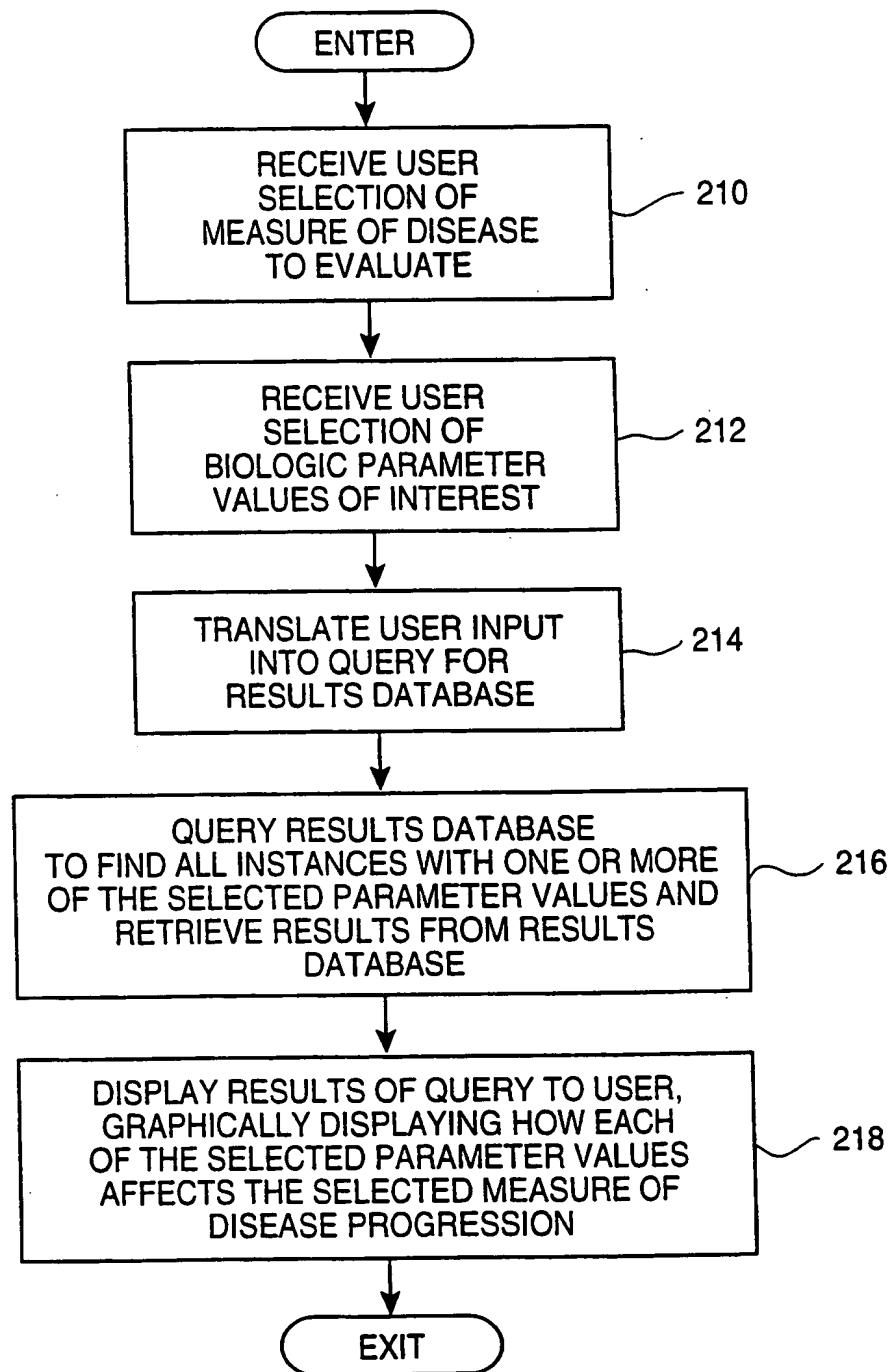 ENTER
RECEIVE USER
SELECTION OF
MEASURE OF DISEASE
TO EVALUATE
210
RECEIVE USER
SELECTION OF
BIOLOGIC PARAMETER
VALUES OF INTEREST
212
TRANSLATE USER INPUT
INTO QUERY FOR
RESULTS DATABASE
214
QUERY RESULTS DATABASE
TO FIND ALL INSTANCES WITH ONE OR MORE
OF THE SELECTED PARAMETER VALUES AND
RETRIEVE RESULTS FROM RESULTS
DATABASE
216
DISPLAY RESULTS OF QUERY TO USER,
GRAPHICALLY DISPLAYING HOW EACH
OF THE SELECTED PARAMETER VALUES
AFFECTS THE SELECTED MEASURE OF
DISEASE PROGRESSION
218
EXIT